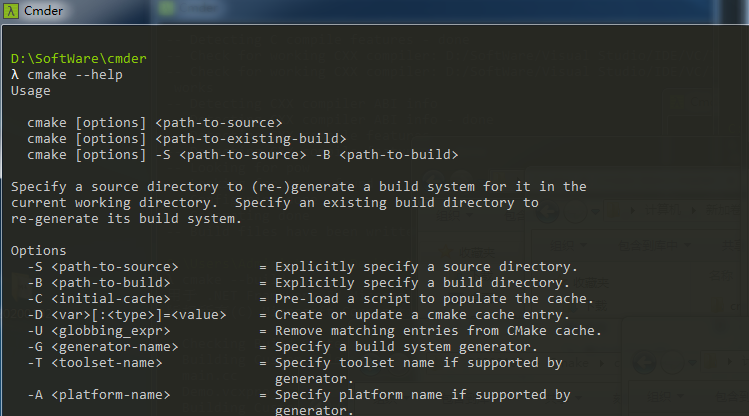 Cmder
D:\SoftWare\cmder
λ cmake --help
Usage
  cmake [options] <path-to-source>
  cmake [options] <path-to-existing-build>
  cmake [options] -S <path-to-source> -B <path-to-build>
Specify a source directory to (re-)generate a build system for it in the
current working directory.  Specify an existing build directory to
re-generate its build system.
Options
  -S <path-to-source>          = Explicitly specify a source directory.
  -B <path-to-build>           = Explicitly specify a build directory.
  -C <initial-cache>           = Pre-load a script to populate the cache.
  -D <var>[:<type>]=<value>    = Create or update a cmake cache entry.
  -U <globbing_expr>           = Remove matching entries from CMake cache.
  -G <generator-name>          = Specify a build system generator.
  -T <toolset-name>            = Specify toolset name if supported by
                                 generator.
  -A <platform-name>           = Specify platform name if supported by
                                 generator.